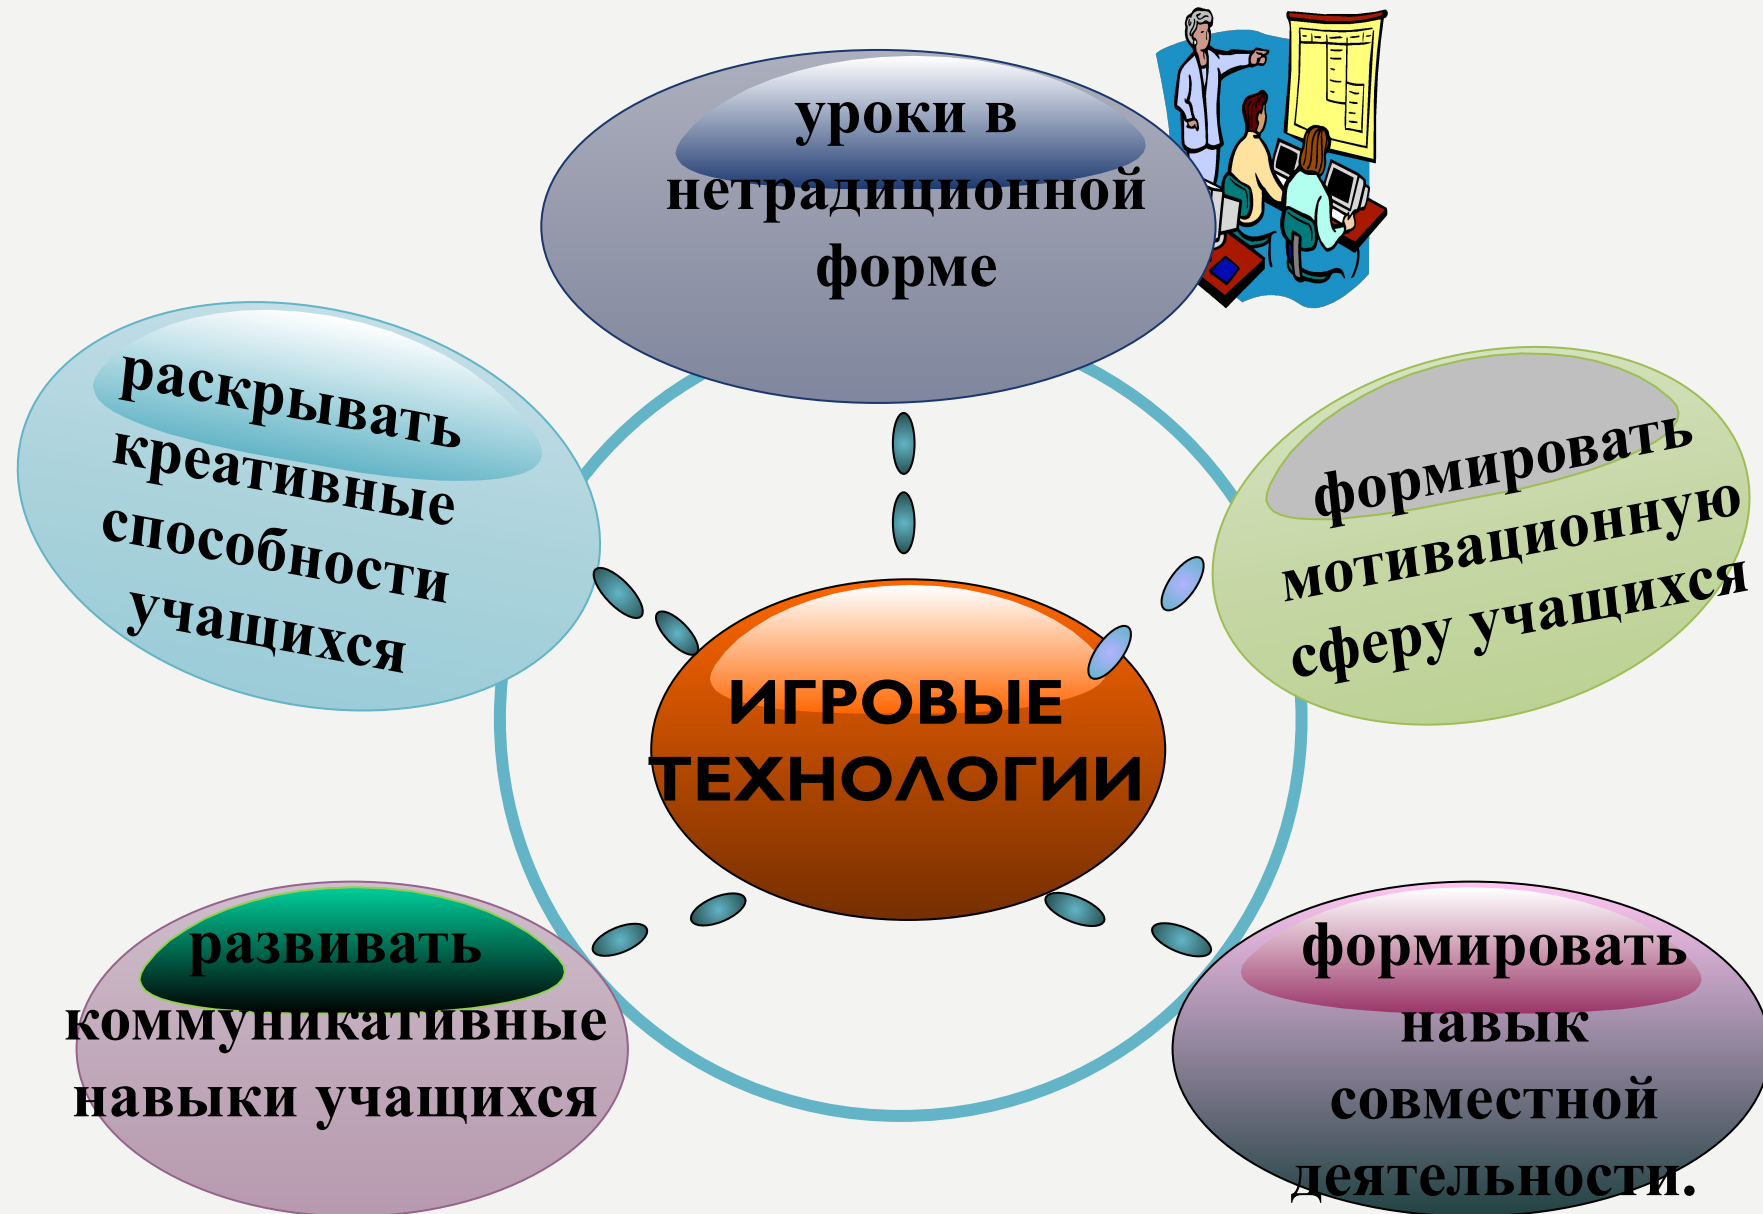 уроки в
нетрадиционной
форме
раскрывать
креативные
способности
учащихся
формировать
мотивационную
сферу учащихся
ИГРОВЫЕ
ТЕХНОЛОГИИ
развивать
коммуникативные
навыки учащихся
формировать
навык
совместной
деятельности.